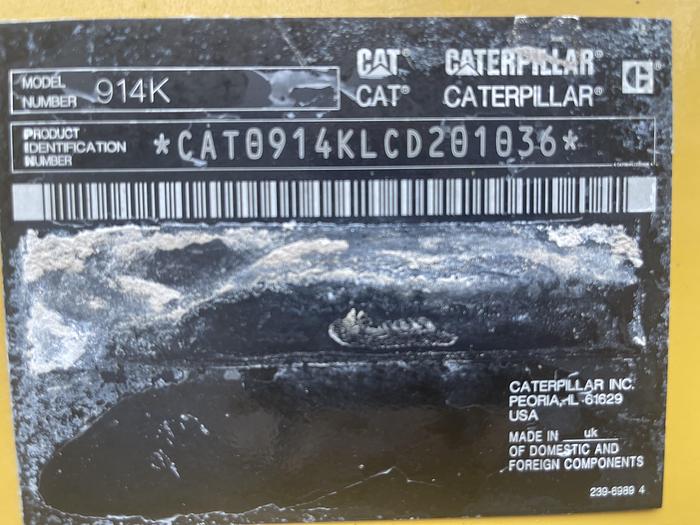 CAT® CATERPILLAR®
MODEL NUMBER 914K
CAT® CATERPILLAR®
PRODUCT IDENTIFICATION NUMBER *CAT0914KLCD201036*
CATERPILLAR INC.
PEORIA, IL 61629
USA
MADE IN uk
OF DOMESTIC AND
FOREIGN COMPONENTS
239-6989 4